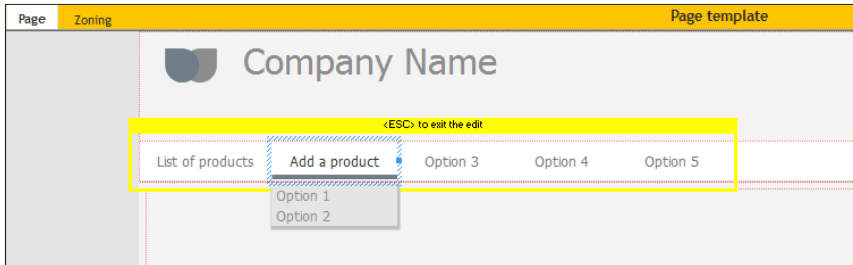 Page Zoning Page template
Company Name
<ESC> to exit the edit
List of products Add a product Option 3 Option 4 Option 5
Option 1
Option 2